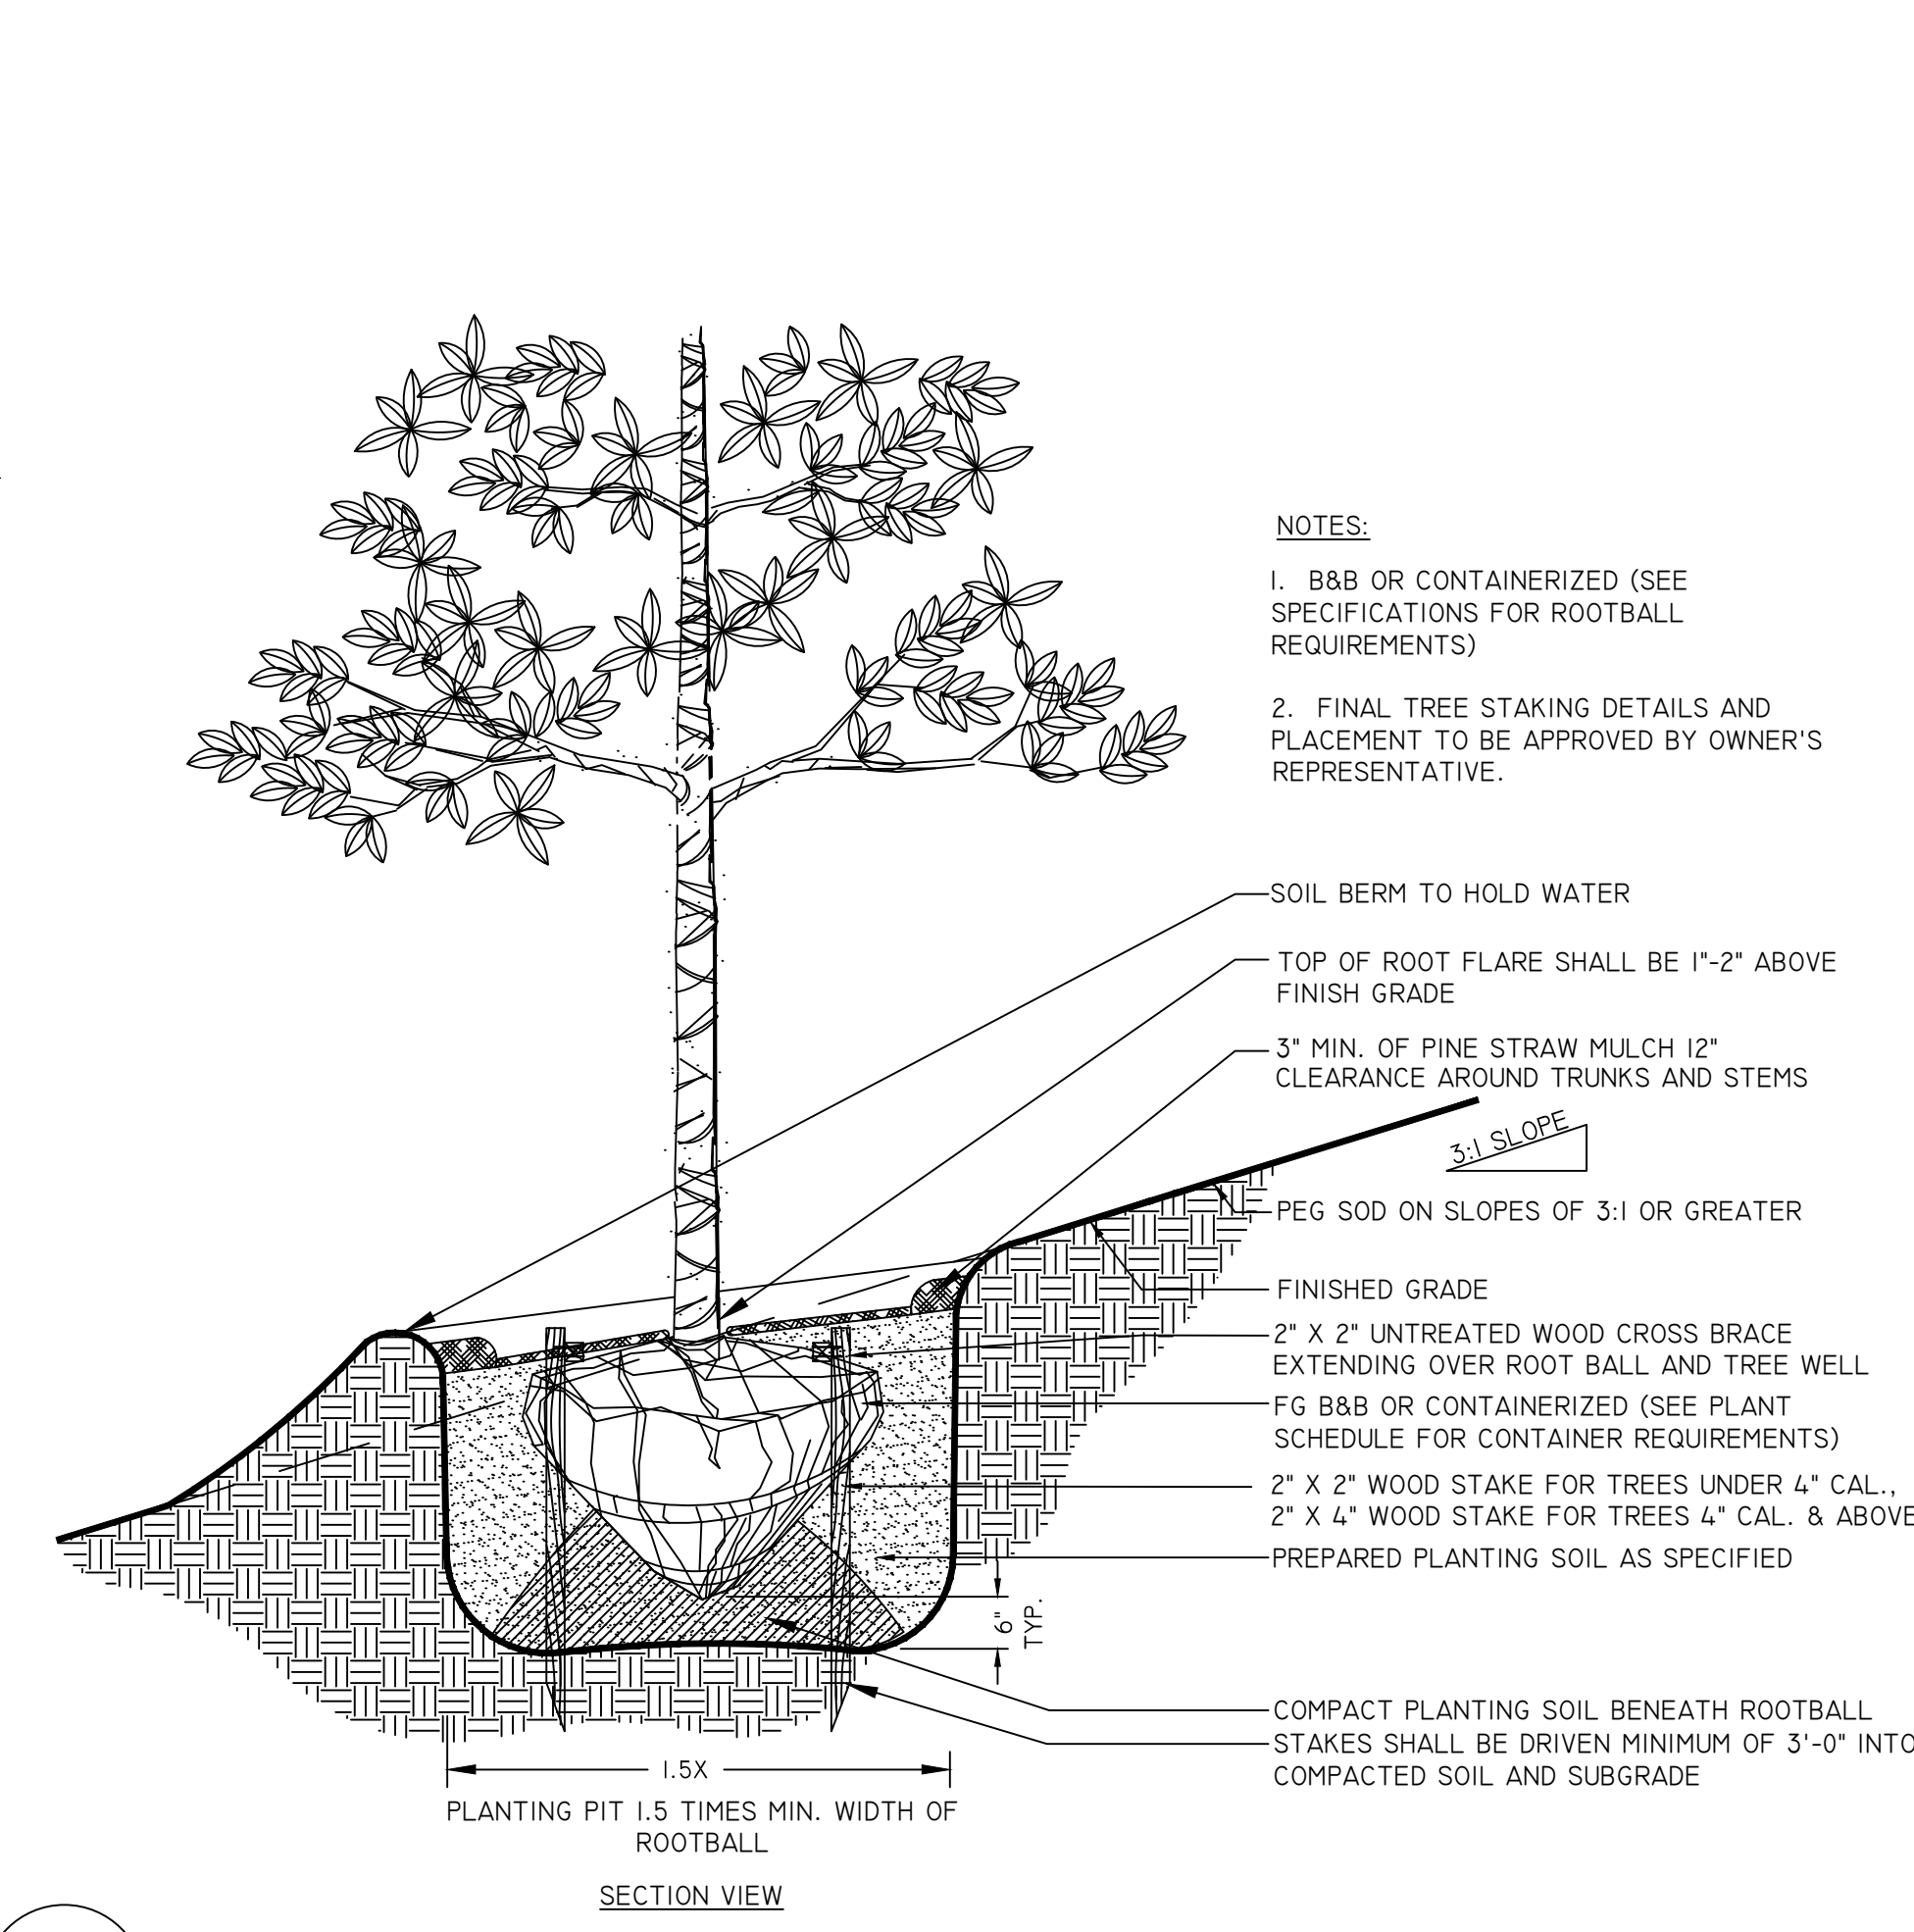 NOTES:
1. B&B OR CONTAINERIZED (SEE
SPECIFICATIONS FOR ROOTBALL
REQUIREMENTS)
2. FINAL TREE STAKING DETAILS AND
PLACEMENT TO BE APPROVED BY OWNER'S
REPRESENTATIVE.
SOIL BERM TO HOLD WATER
TOP OF ROOT FLARE SHALL BE 1"-2" ABOVE
FINISH GRADE
3" MIN. OF PINE STRAW MULCH 12"
CLEARANCE AROUND TRUNKS AND STEMS
3:1 SLOPE
PEG SOD ON SLOPES OF 3:1 OR GREATER
FINISHED GRADE
2" X 2" UNTREATED WOOD CROSS BRACE
EXTENDING OVER ROOT BALL AND TREE WELL
FG B&B OR CONTAINERIZED (SEE PLANT
SCHEDULE FOR CONTAINER REQUIREMENTS)
2" X 2" WOOD STAKE FOR TREES UNDER 4" CAL.,
2" X 4" WOOD STAKE FOR TREES 4" CAL. & ABOVE
PREPARED PLANTING SOIL AS SPECIFIED
6"
TYP.
COMPACT PLANTING SOIL BENEATH ROOTBALL
STAKES SHALL BE DRIVEN MINIMUM OF 3'-0" INTO
COMPACTED SOIL AND SUBGRADE
1.5X
PLANTING PIT 1.5 TIMES MIN. WIDTH OF
ROOTBALL
SECTION VIEW